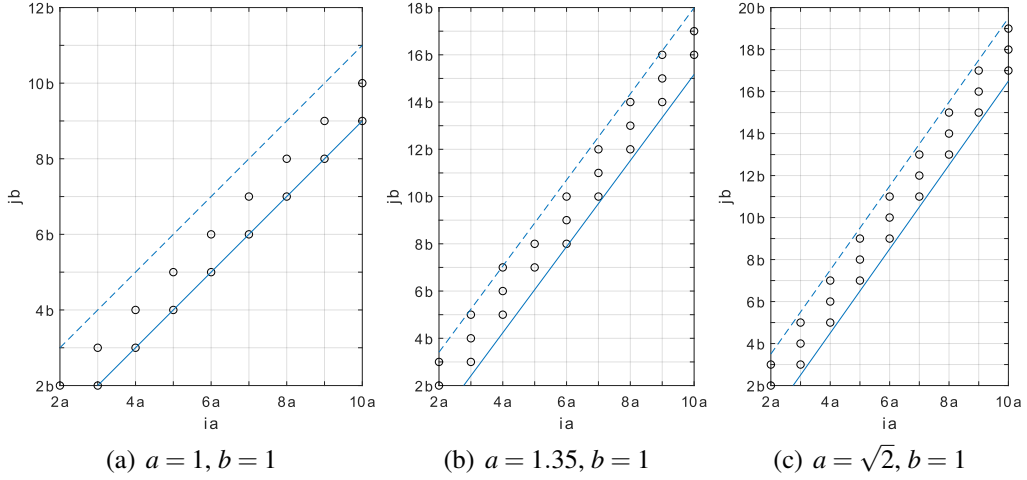 12b
10b
8b
6b
4b
2b
2a 4a 6a 8a 10a
ia
jb
(a) a = 1, b = 1
18b
16b
14b
12b
10b
8b
6b
4b
2b
2a 4a 6a 8a 10a
ia
jb
(b) a = 1.35, b = 1
20b
18b
16b
14b
12b
10b
8b
6b
4b
2b
2a 4a 6a 8a 10a
ia
jb
(c) a = √2, b = 1